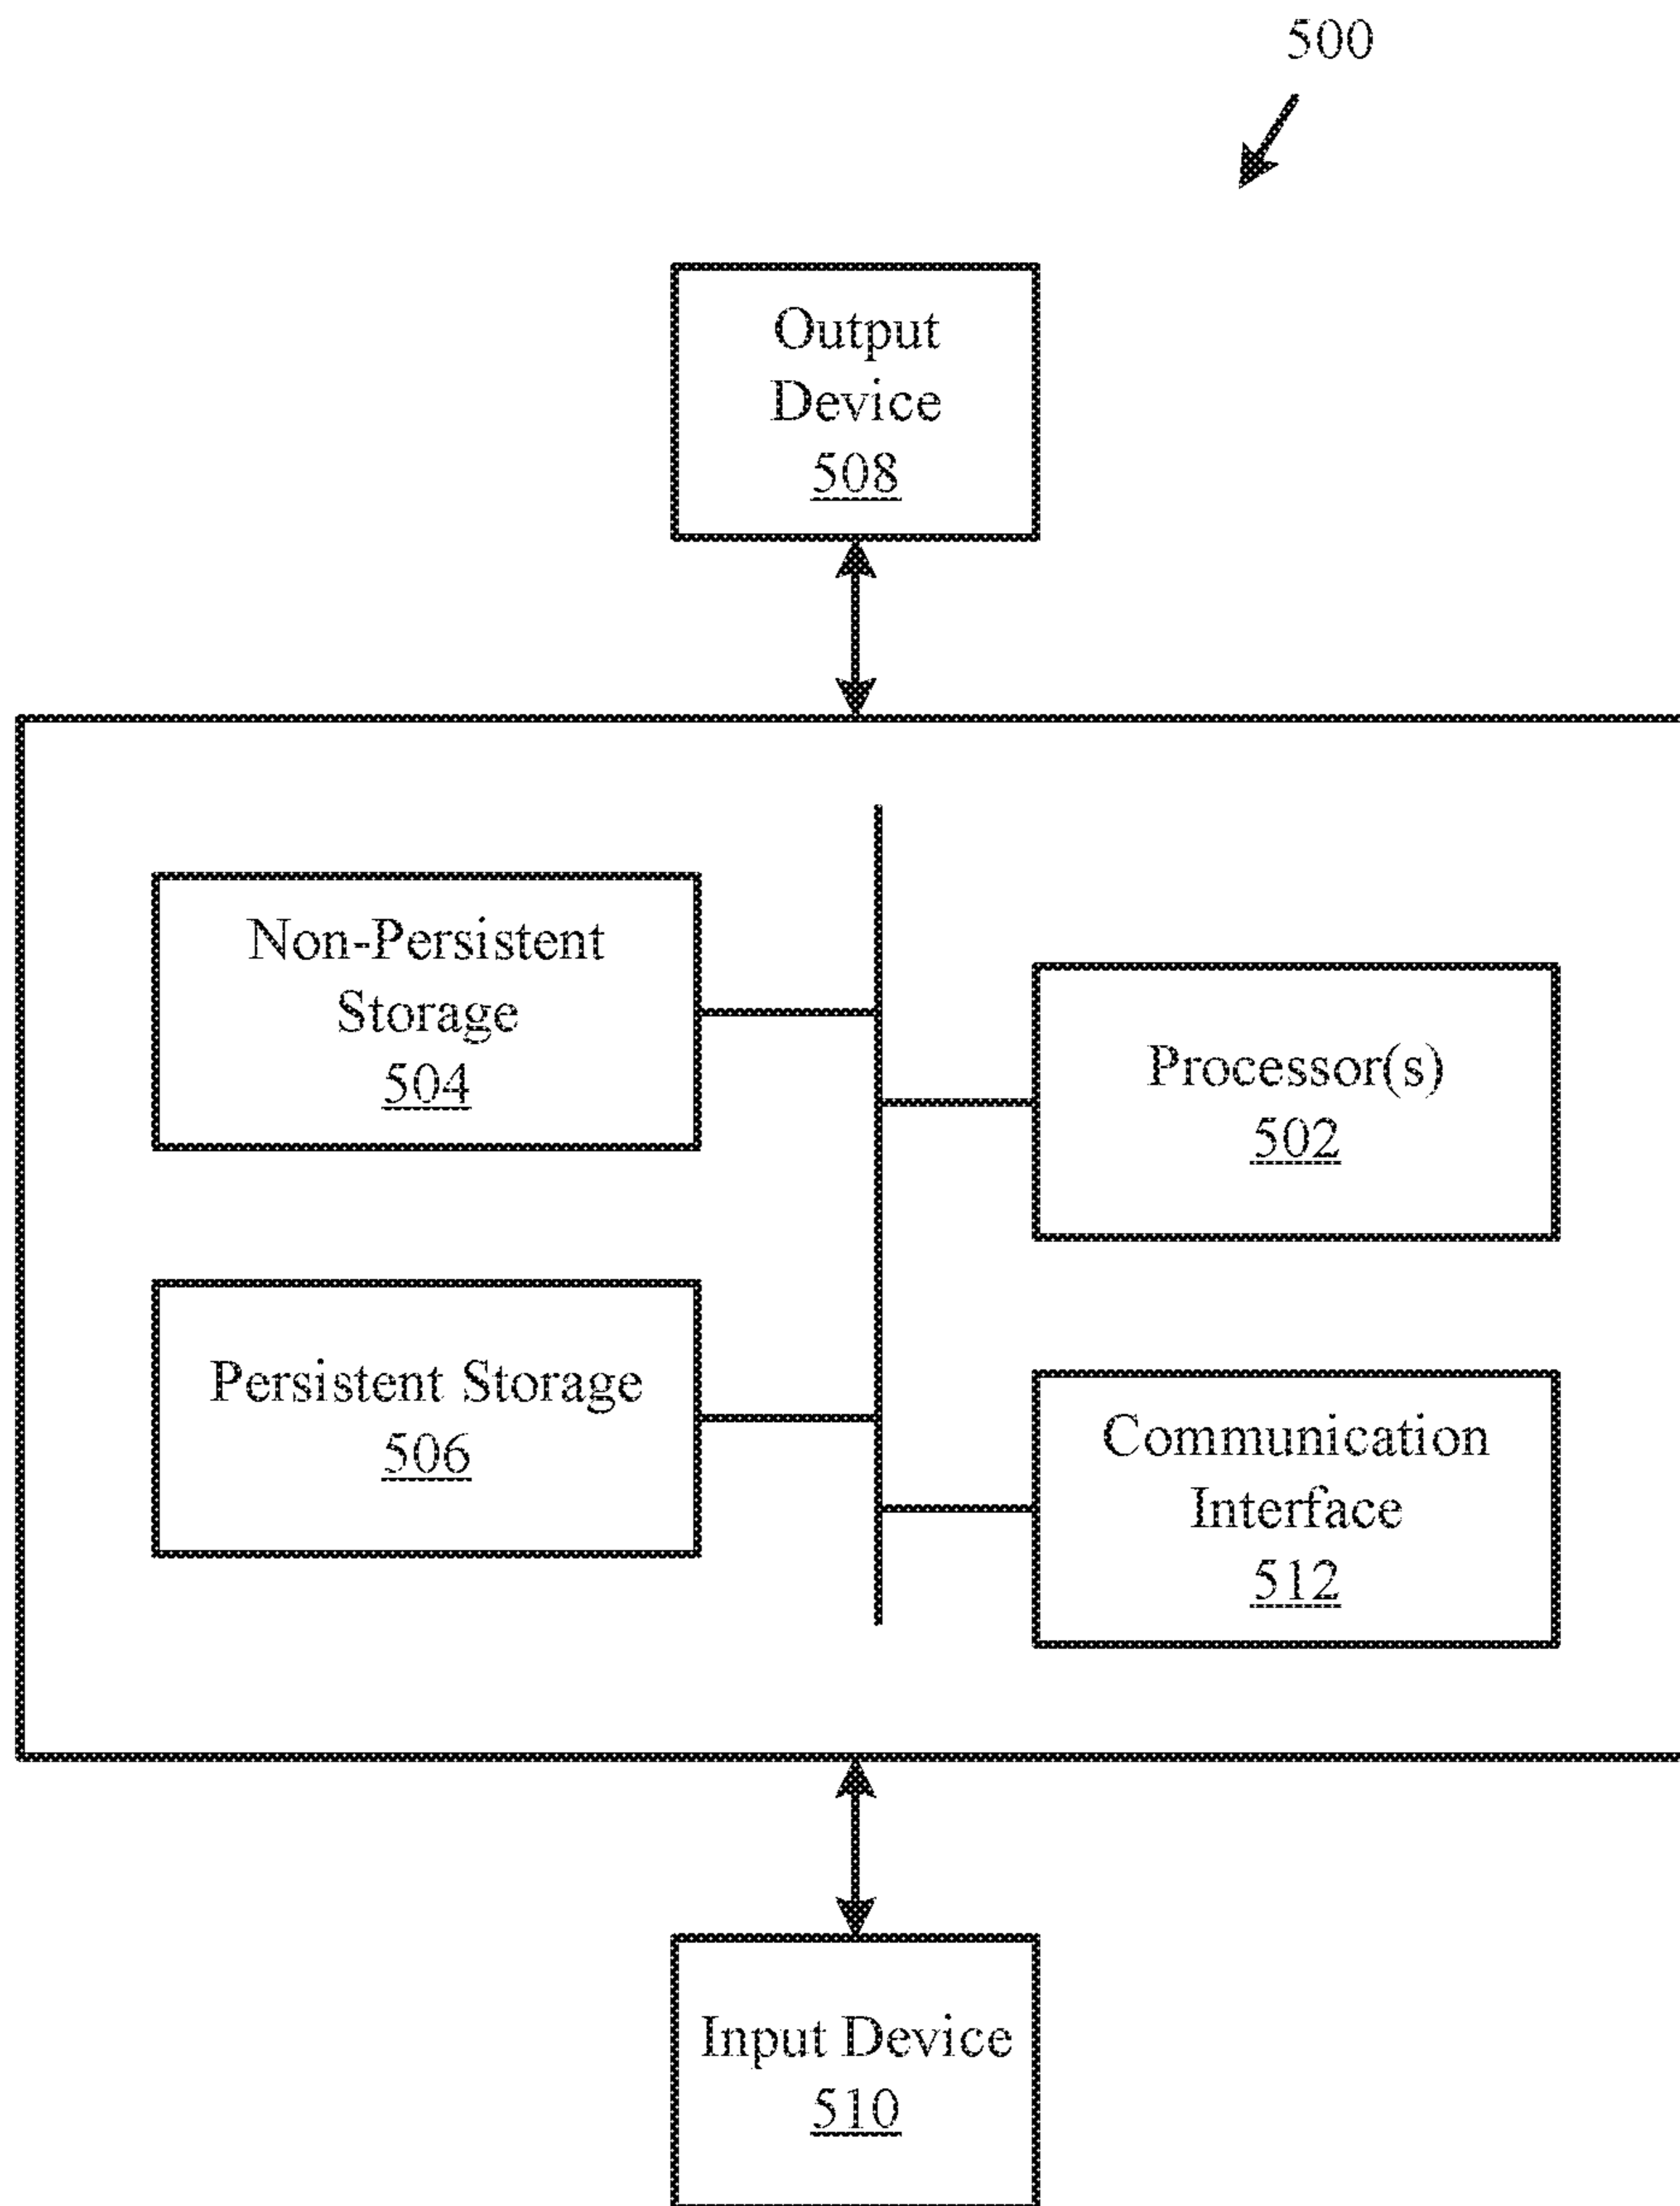 500
Output
Device
508
Non-Persistent
Storage
504
Processor(s)
502
Persistent Storage
506
Communication
Interface
512
Input Device
510